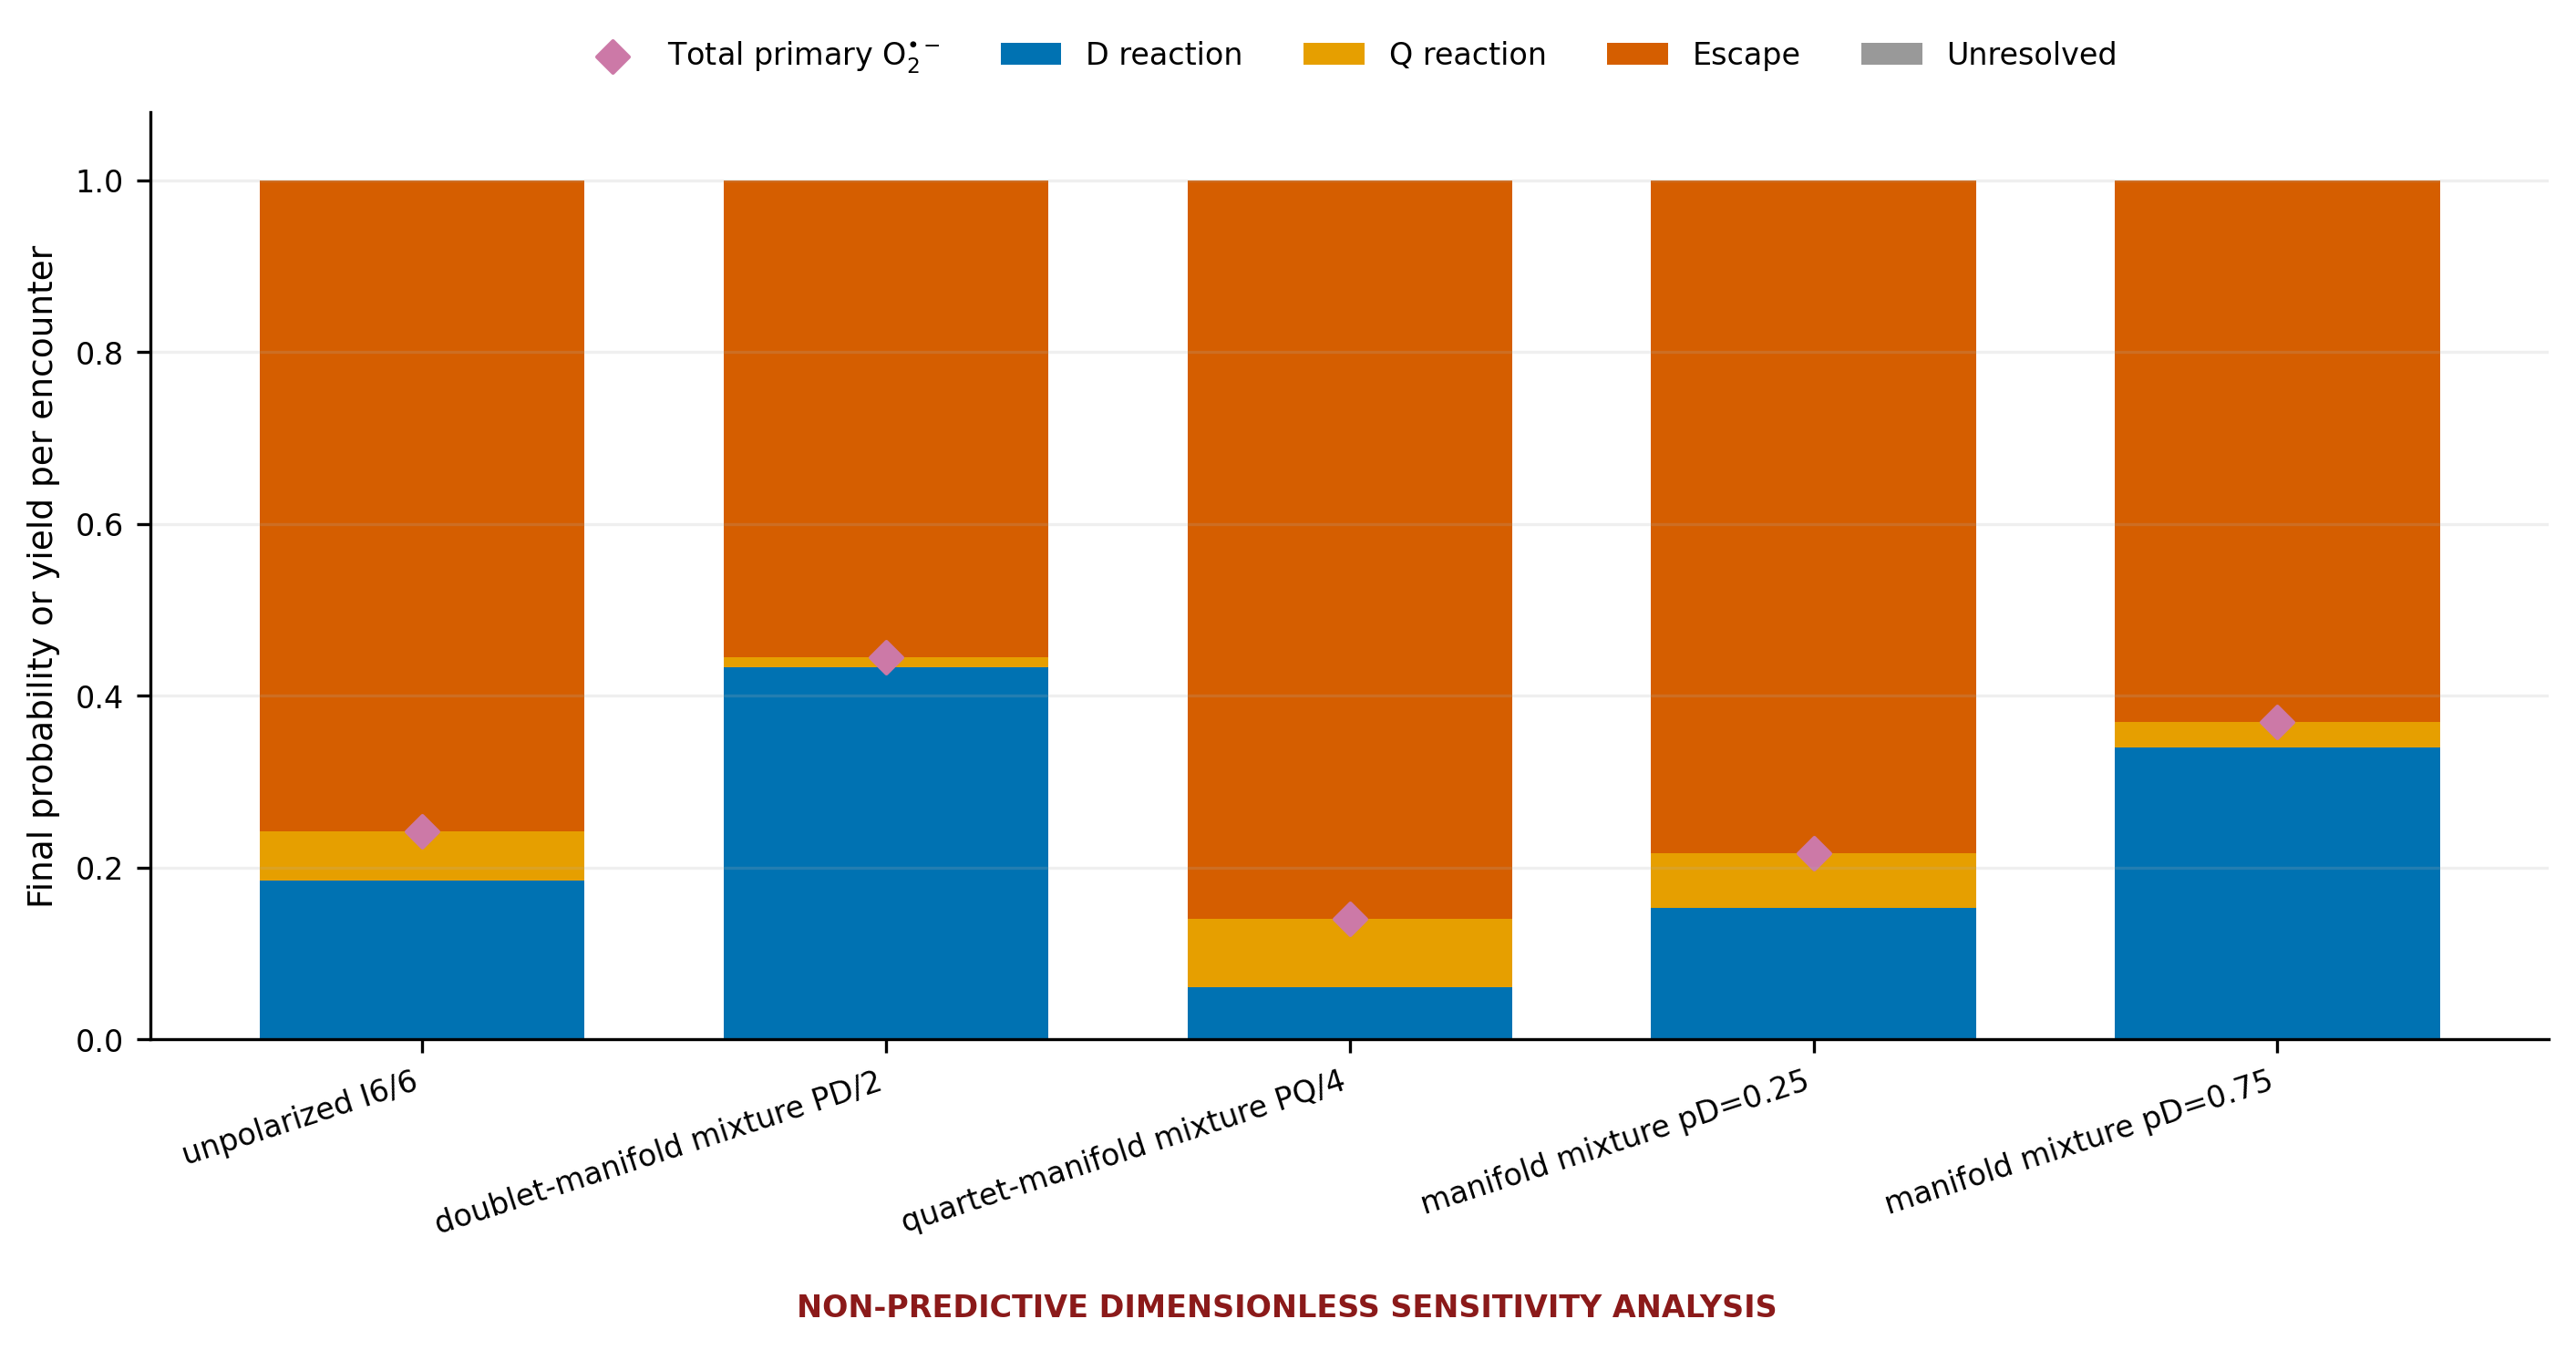 Total primary O₂•− D reaction Q reaction Escape Unresolved
Final probability or yield per encounter
1.0
0.8
0.6
0.4
0.2
0.0
unpolarized I6/6
doublet-manifold mixture PD/2
quartet-manifold mixture PQ/4
manifold mixture pD=0.25
manifold mixture pD=0.75
NON-PREDICTIVE DIMENSIONLESS SENSITIVITY ANALYSIS